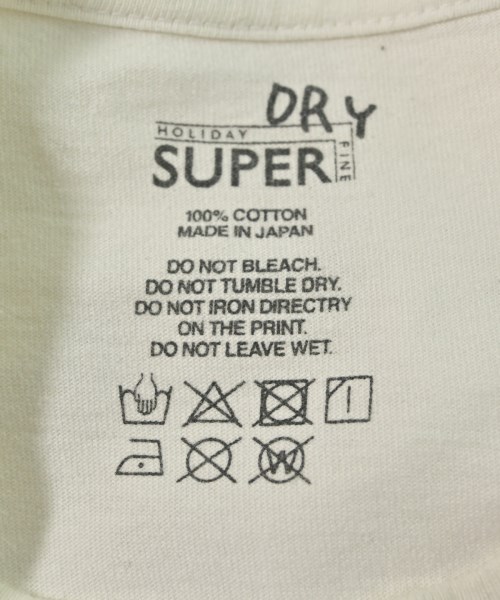 DRY
HOLIDAY
SUPER
FINE
100% COTTON
MADE IN JAPAN
DO NOT BLEACH.
DO NOT TUMBLE DRY.
DO NOT IRON DIRECTRY
ON THE PRINT.
DO NOT LEAVE WET.
W